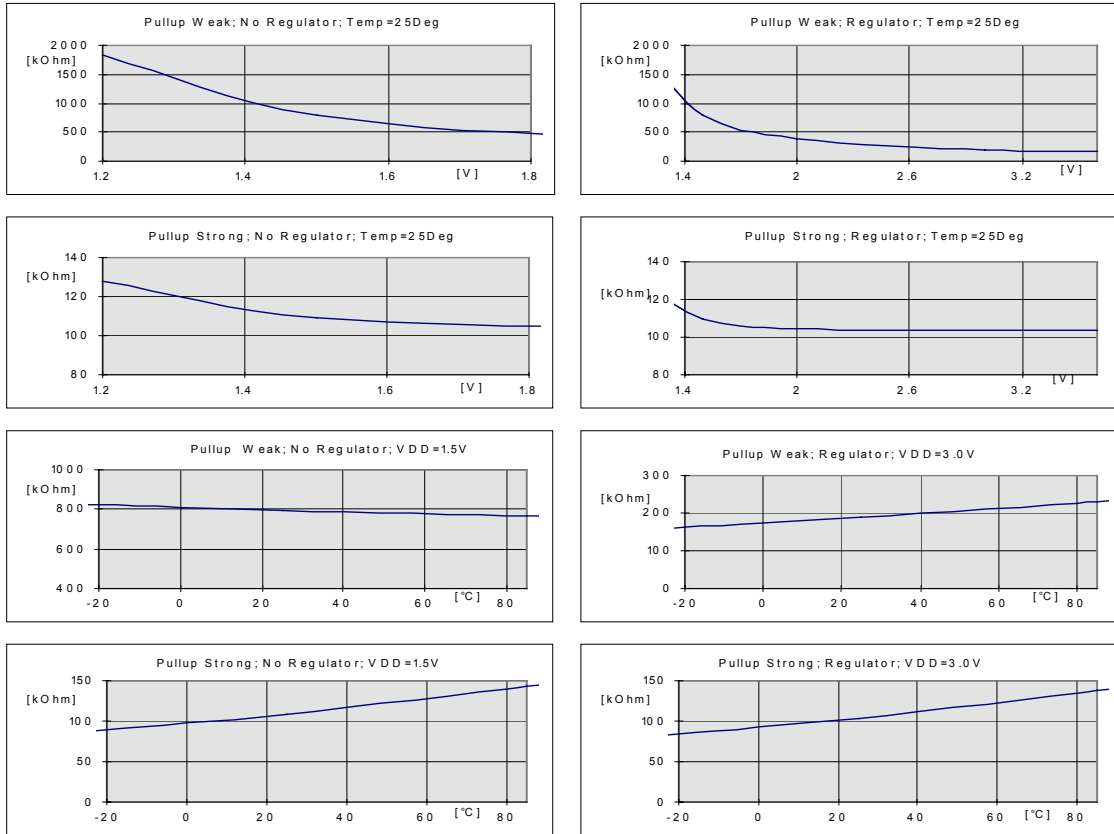 Pullup Weak; No Regulator; Temp=25Deg
[kOhm]
2000
1500
1000
500
0
1.2 1.4 1.6 1.8
[V]
Pullup Weak; Regulator; Temp=25Deg
[kOhm]
2000
1500
1000
500
0
1.4 2 2.6 3.2
[V]
Pullup Strong; No Regulator; Temp=25Deg
[kOhm]
140
120
100
80
1.2 1.4 1.6 1.8
[V]
Pullup Strong; Regulator; Temp=25Deg
[kOhm]
140
120
100
80
1.4 2 2.6 3.2
[V]
Pullup Weak; No Regulator; VDD=1.5V
[kOhm]
1000
800
600
400
-20 0 20 40 60 80
[°C]
Pullup Weak; Regulator; VDD=3.0V
[kOhm]
300
200
100
0
-20 0 20 40 60 80
[°C]
Pullup Strong; No Regulator; VDD=1.5V
[kOhm]
150
100
50
0
-20 0 20 40 60 80
[°C]
Pullup Strong; Regulator; VDD=3.0V
[kOhm]
150
100
50
0
-20 0 20 40 60 80
[°C]